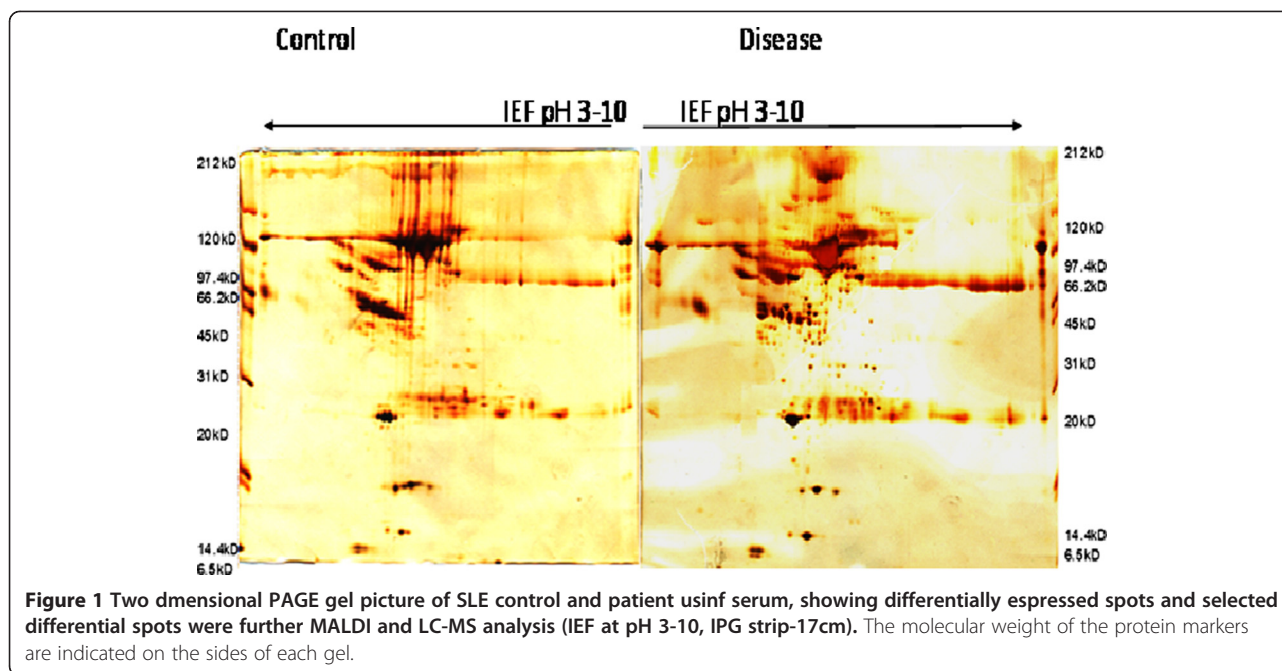 Control
Disease
IEF pH 3-10
IEF pH 3-10
212kD
120kD
97.4kD
66.2kD
45kD
31kD
20kD
14.4kD
6.5kD
212kD
120kD
97.4kD
66.2kD
45kD
31kD
20kD
14.4kD
6.5kD
Figure 1 Two dmensional PAGE gel picture of SLE control and patient usinf serum, showing differentially espressed spots and selected
differential spots were further MALDI and LC-MS analysis (IEF at pH 3-10, IPG strip-17cm). The molecular weight of the protein markers
are indicated on the sides of each gel.